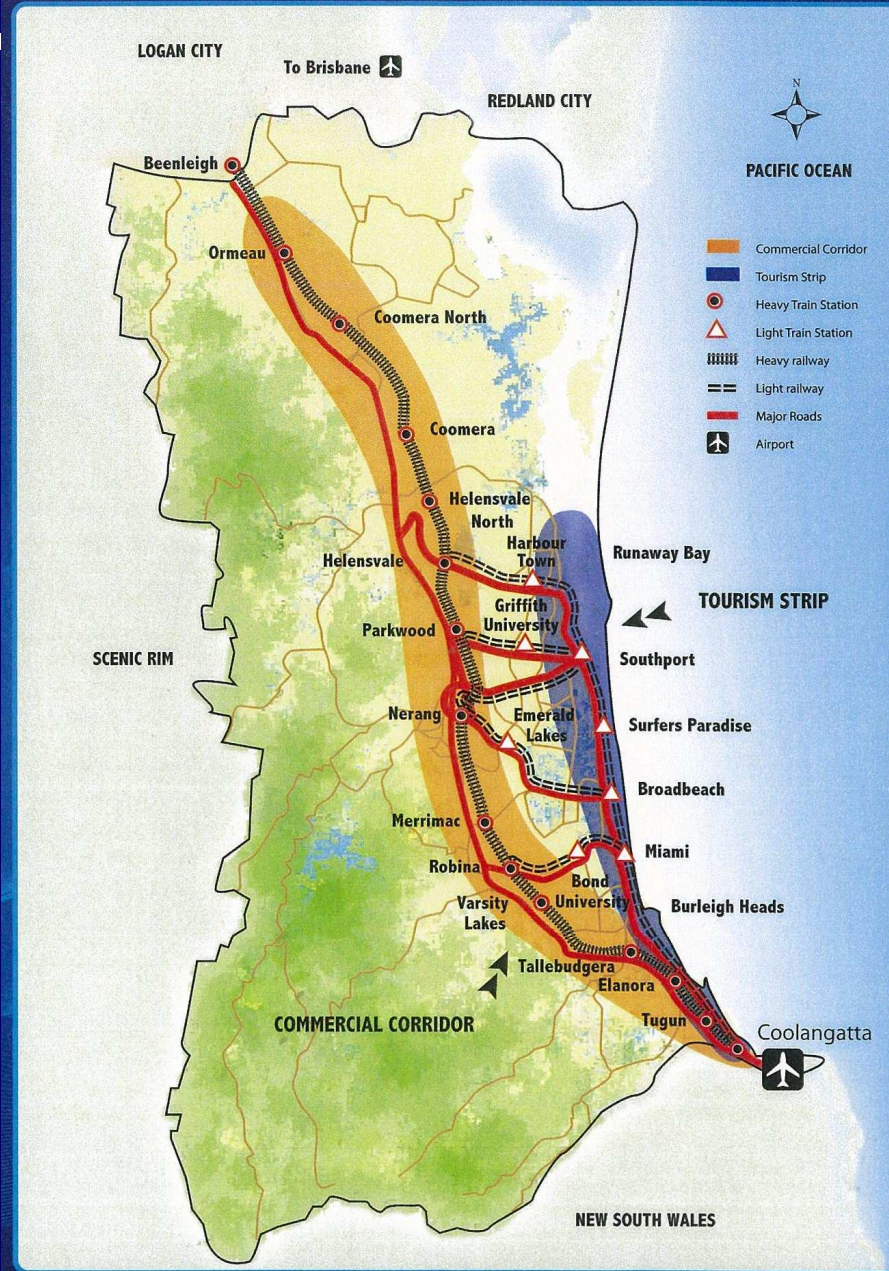 LOGAN CITY
To Brisbane
REDLAND CITY
N
PACIFIC OCEAN
Beenleigh
Ormeau
Coomera North
Coomera
Helensvale
North
Harbour
Town
Helensvale
Griffith
University
Parkwood
Nerang
Emerald
Lakes
Merrimac
Robina
Bond
University
Varsity
Lakes
Tallebudgera
Elanora
Tugun
Coolangatta
Commercial Corridor
Tourism Strip
Heavy Train Station
Light Train Station
Heavy railway
Light railway
Major Roads
Airport
Runaway Bay
TOURISM STRIP
Southport
Surfers Paradise
Broadbeach
Miami
Burleigh Heads
SCENIC RIM
COMMERCIAL CORRIDOR
NEW SOUTH WALES